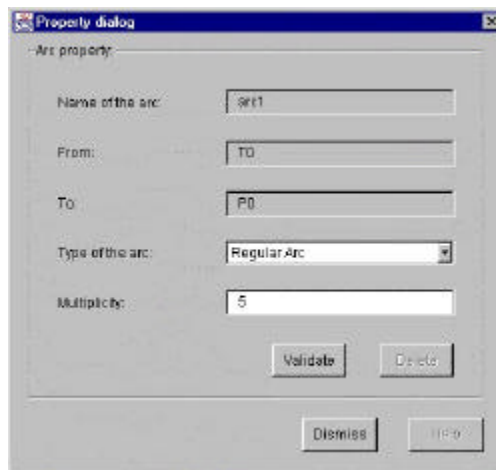 Property dialog
Arc property:
Name of the arc: arc1
From: T0
To: P0
Type of the arc: Regular Arc
Multiplicity: 5
Validate Delete
Dismiss Help